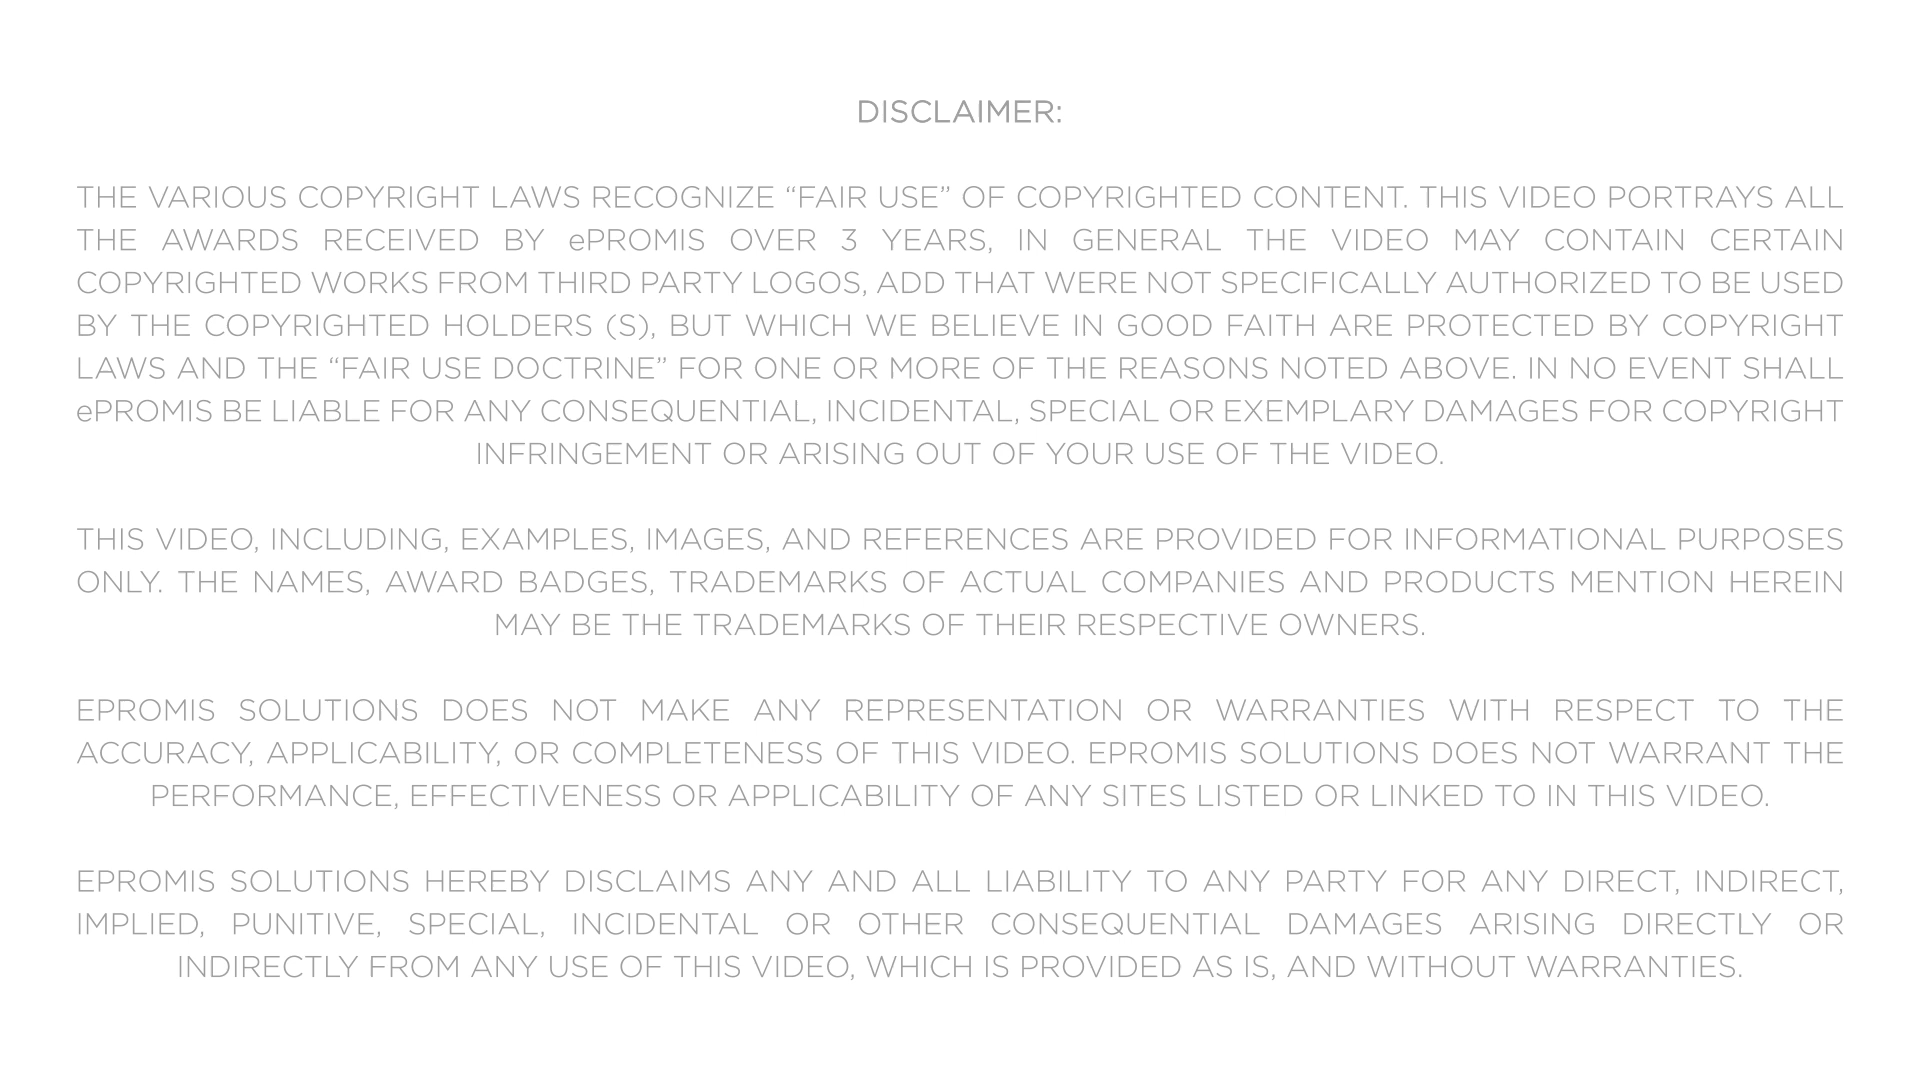 DISCLAIMER:
THE VARIOUS COPYRIGHT LAWS RECOGNIZE “FAIR USE” OF COPYRIGHTED CONTENT. THIS VIDEO PORTRAYS ALL
THE AWARDS RECEIVED BY ePROMIS OVER 3 YEARS, IN GENERAL THE VIDEO MAY CONTAIN CERTAIN
COPYRIGHTED WORKS FROM THIRD PARTY LOGOS, ADD THAT WERE NOT SPECIFICALLY AUTHORIZED TO BE USED
BY THE COPYRIGHTED HOLDERS (S), BUT WHICH WE BELIEVE IN GOOD FAITH ARE PROTECTED BY COPYRIGHT
LAWS AND THE “FAIR USE DOCTRINE” FOR ONE OR MORE OF THE REASONS NOTED ABOVE. IN NO EVENT SHALL
ePROMIS BE LIABLE FOR ANY CONSEQUENTIAL, INCIDENTAL, SPECIAL OR EXEMPLARY DAMAGES FOR COPYRIGHT
INFRINGEMENT OR ARISING OUT OF YOUR USE OF THE VIDEO.
THIS VIDEO, INCLUDING, EXAMPLES, IMAGES, AND REFERENCES ARE PROVIDED FOR INFORMATIONAL PURPOSES
ONLY. THE NAMES, AWARD BADGES, TRADEMARKS OF ACTUAL COMPANIES AND PRODUCTS MENTION HEREIN
MAY BE THE TRADEMARKS OF THEIR RESPECTIVE OWNERS.
EPROMIS SOLUTIONS DOES NOT MAKE ANY REPRESENTATION OR WARRANTIES WITH RESPECT TO THE
ACCURACY, APPLICABILITY, OR COMPLETENESS OF THIS VIDEO. EPROMIS SOLUTIONS DOES NOT WARRANT THE
PERFORMANCE, EFFECTIVENESS OR APPLICABILITY OF ANY SITES LISTED OR LINKED TO IN THIS VIDEO.
EPROMIS SOLUTIONS HEREBY DISCLAIMS ANY AND ALL LIABILITY TO ANY PARTY FOR ANY DIRECT, INDIRECT,
IMPLIED, PUNITIVE, SPECIAL, INCIDENTAL OR OTHER CONSEQUENTIAL DAMAGES ARISING DIRECTLY OR
INDIRECTLY FROM ANY USE OF THIS VIDEO, WHICH IS PROVIDED AS IS, AND WITHOUT WARRANTIES.